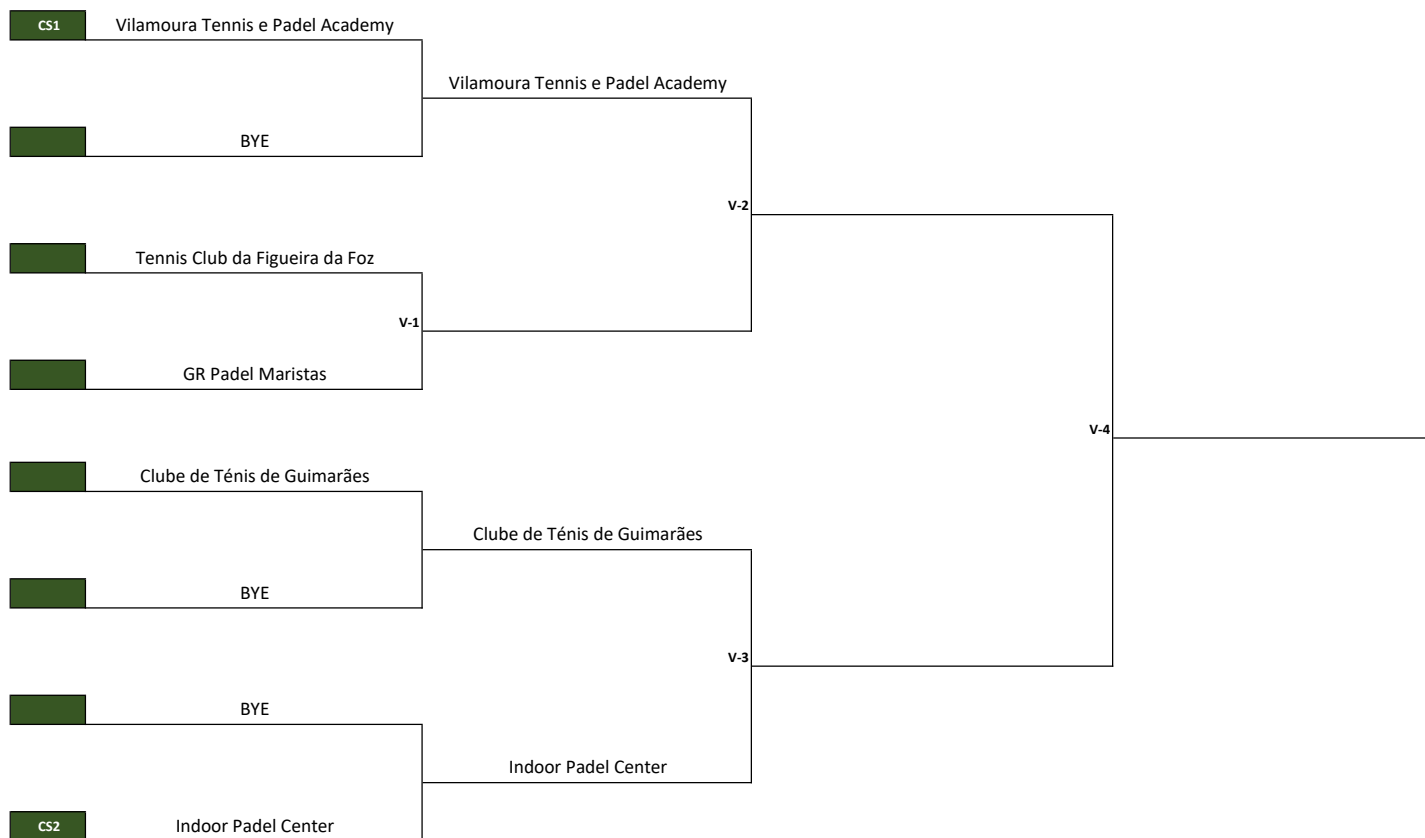 CS1 Vilamoura Tennis e Padel Academy
Vilamoura Tennis e Padel Academy
BYE
V-2
Tennis Club da Figueira da Foz
V-1
GR Padel Maristas
V-4
Clube de Ténis de Guimarães
Clube de Ténis de Guimarães
BYE
V-3
BYE
Indoor Padel Center
CS2 Indoor Padel Center